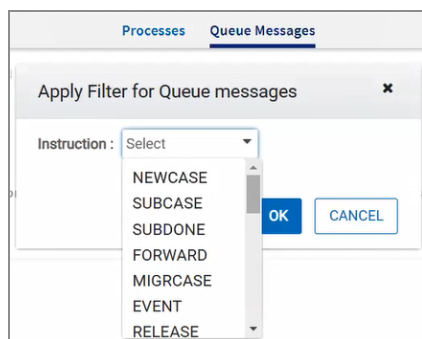 Processes Queue Messages
Apply Filter for Queue messages ✖
Instruction : Select
NEWCASE
SUBCASE
SUBDONE
OK CANCEL
FORWARD
MIGRCASE
EVENT
RELEASE